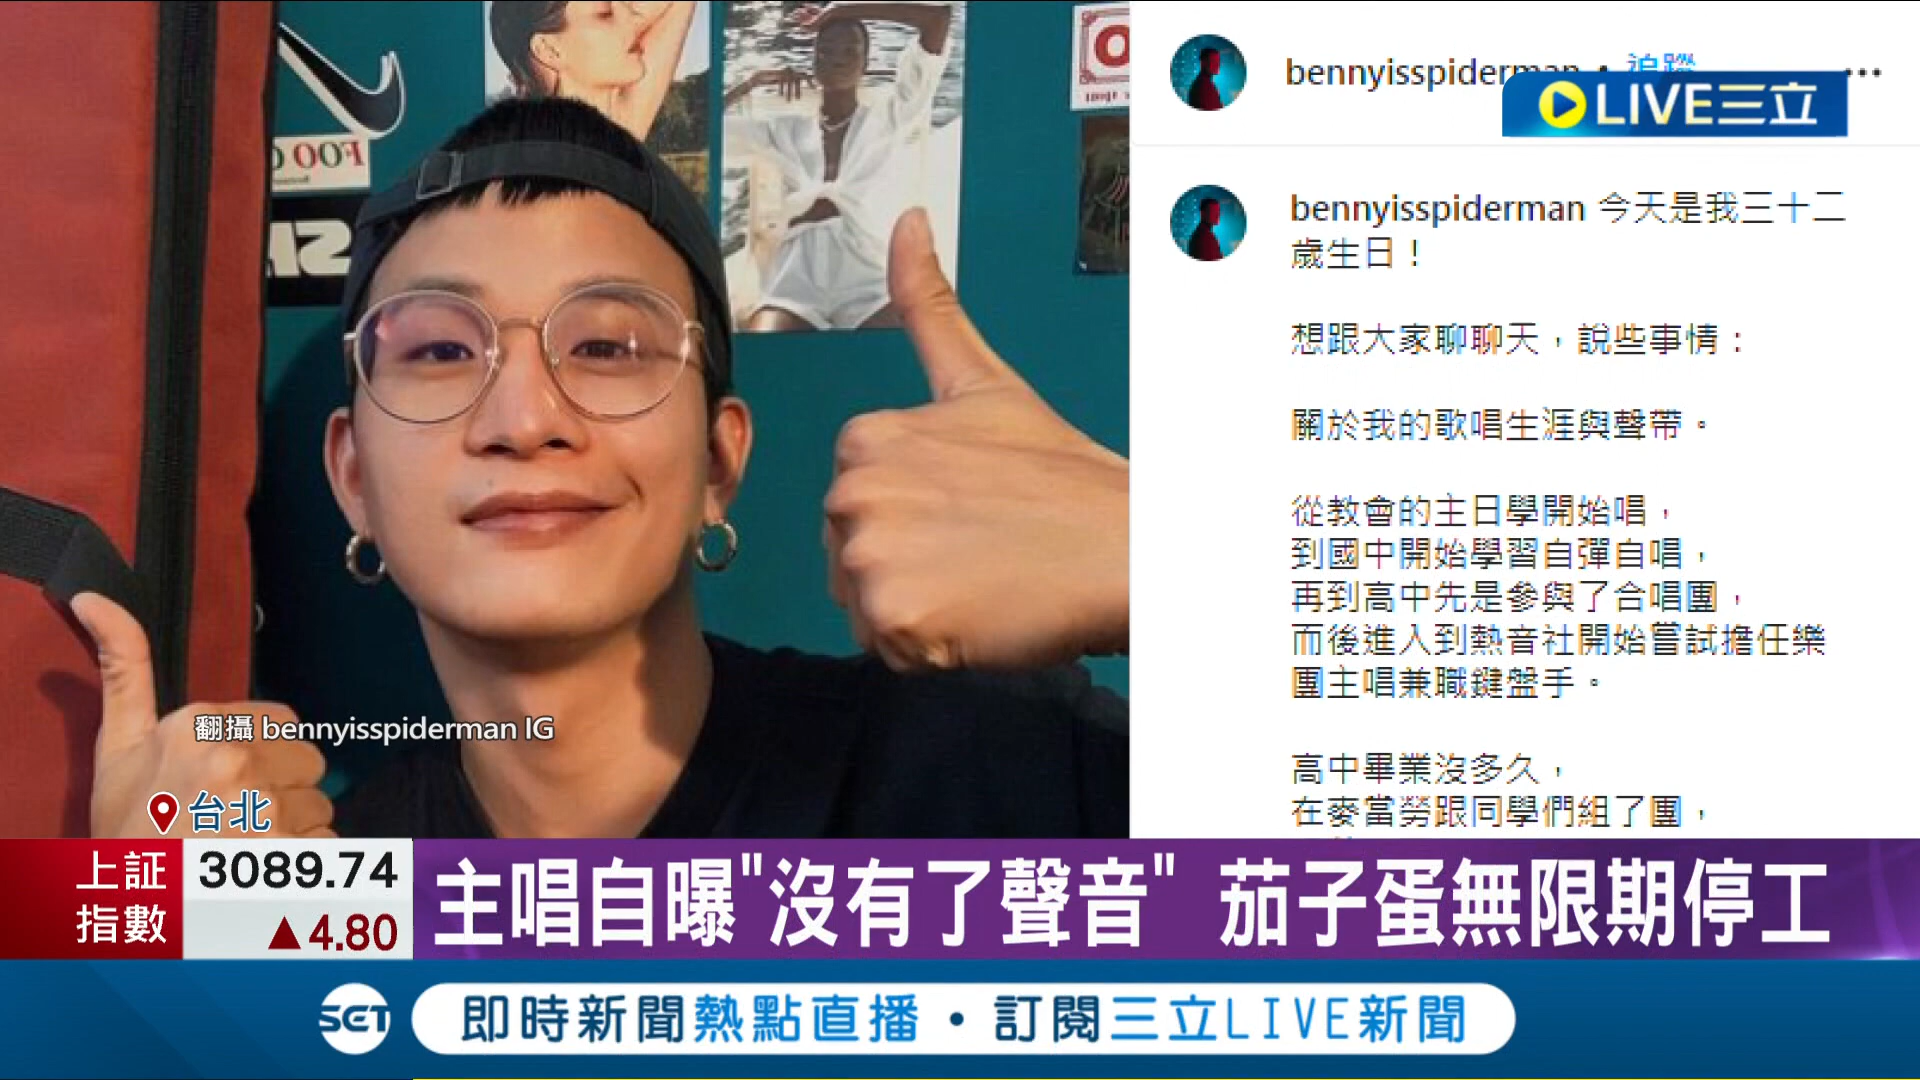 FOO
bennyisspiderman • 追蹤
LIVE三立
bennyisspiderman 今天是我三十二
歲生日！
想跟大家聊聊天，說些事情：
關於我的歌唱生涯與聲帶。
從教會的主日學開始唱，
到國中開始學習自彈自唱，
再到高中先是參與了合唱團，
而後進入到熱音社開始嘗試擔任樂
團主唱兼職鍵盤手。
高中畢業沒多久，
在麥當勞跟同學們組了團，
翻攝 bennyisspiderman IG
台北
上証
指數
3089.74
▲4.80
主唱自曝"沒有了聲音" 茄子蛋無限期停工
SET
即時新聞熱點直播・訂閱三立LIVE新聞